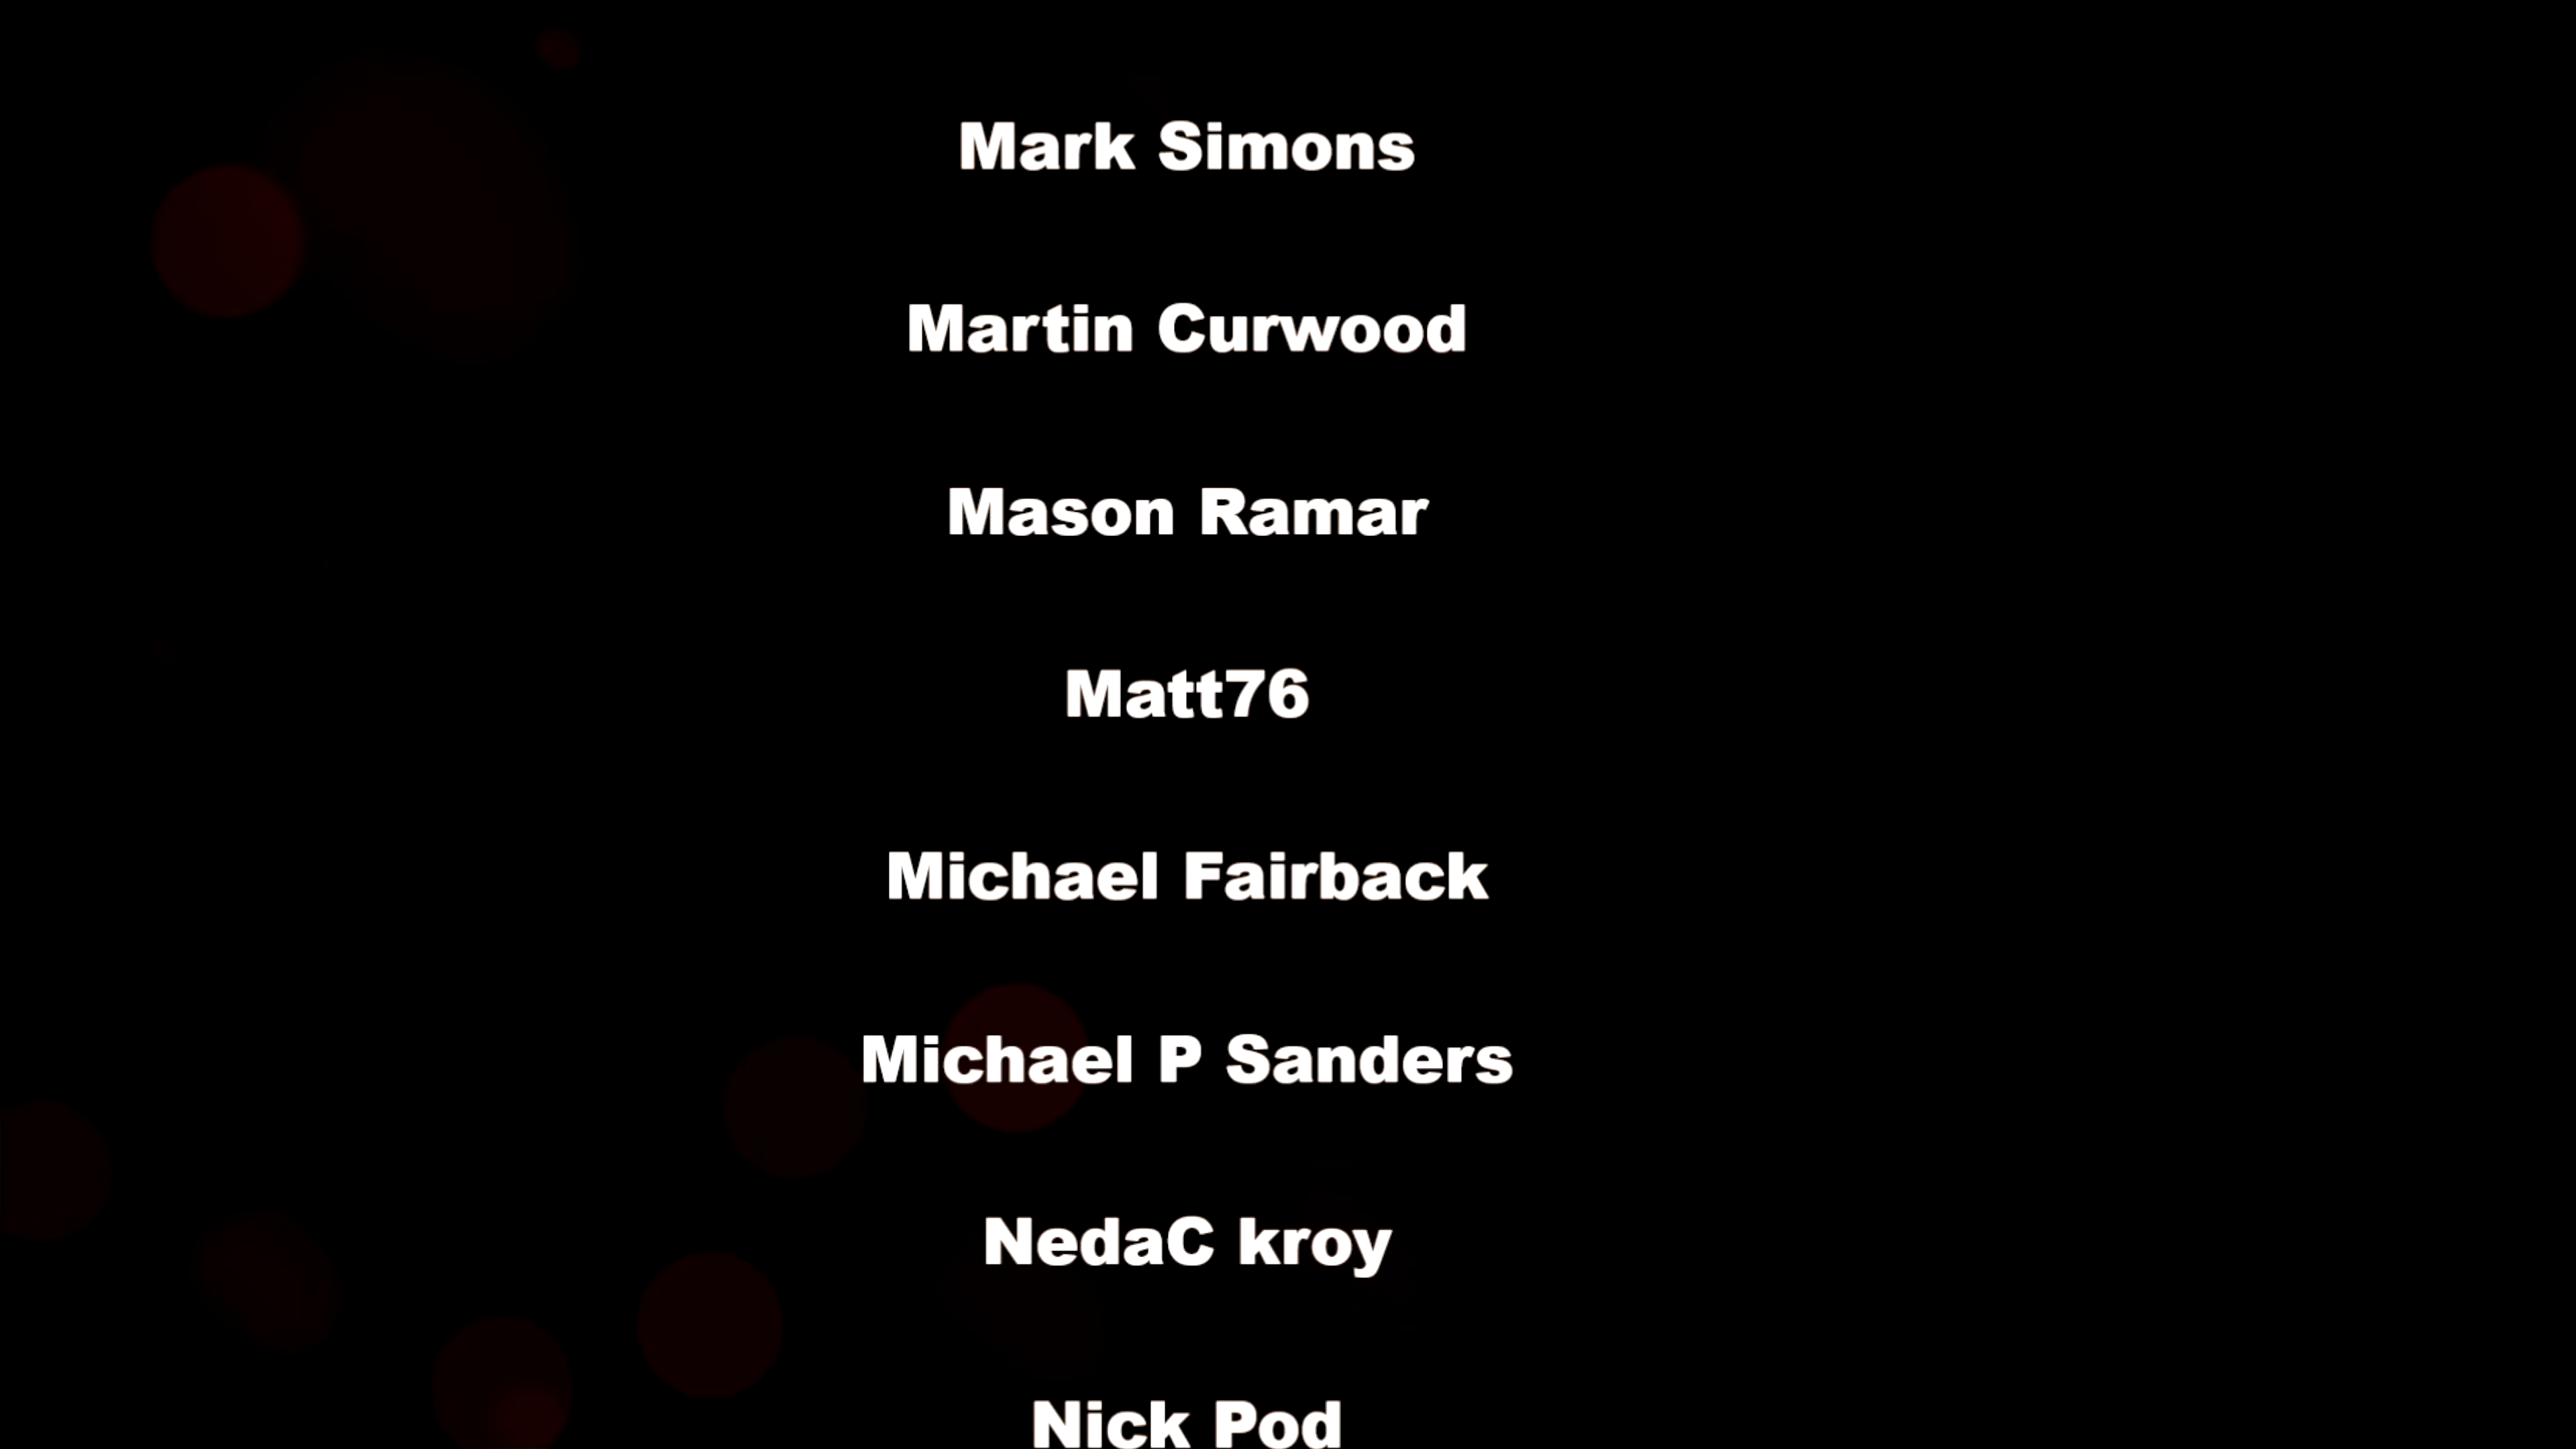 Mark Simons
Martin Curwood
Mason Ramar
Matt76
Michael Fairback
Michael P Sanders
NedaC kroy
Nick Pod